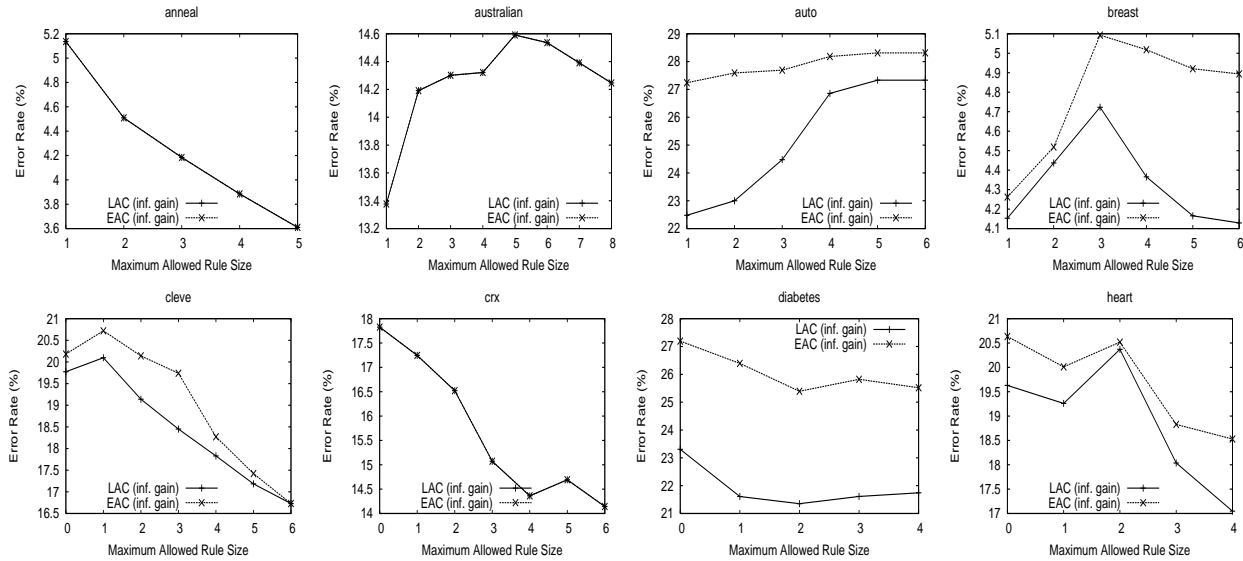 anneal
5.2
5
4.8
4.6
4.4
4.2
4
3.8
3.6
Error Rate (%)
LAC (inf. gain)
EAC (inf. gain)
1 2 3 4 5
Maximum Allowed Rule Size
australian
14.6
14.4
14.2
14
13.8
13.6
13.4
13.2
Error Rate (%)
LAC (inf. gain)
EAC (inf. gain)
1 2 3 4 5 6 7 8
Maximum Allowed Rule Size
auto
29
28
27
26
25
24
23
22
Error Rate (%)
LAC (inf. gain)
EAC (inf. gain)
1 2 3 4 5 6
Maximum Allowed Rule Size
breast
5.1
5
4.9
4.8
4.7
4.6
4.5
4.4
4.3
4.2
4.1
Error Rate (%)
LAC (inf. gain)
EAC (inf. gain)
1 2 3 4 5 6
Maximum Allowed Rule Size
cleve
21
20.5
20
19.5
19
18.5
18
17.5
17
16.5
Error Rate (%)
LAC (inf. gain)
EAC (inf. gain)
0 1 2 3 4 5 6
Maximum Allowed Rule Size
crx
18
17.5
17
16.5
16
15.5
15
14.5
14
Error Rate (%)
LAC (inf. gain)
EAC (inf. gain)
0 1 2 3 4 5 6
Maximum Allowed Rule Size
diabetes
28
27
26
25
24
23
22
21
Error Rate (%)
LAC (inf. gain)
EAC (inf. gain)
0 1 2 3 4
Maximum Allowed Rule Size
heart
21
20.5
20
19.5
19
18.5
18
17.5
17
Error Rate (%)
LAC (inf. gain)
EAC (inf. gain)
0 1 2 3 4
Maximum Allowed Rule Size